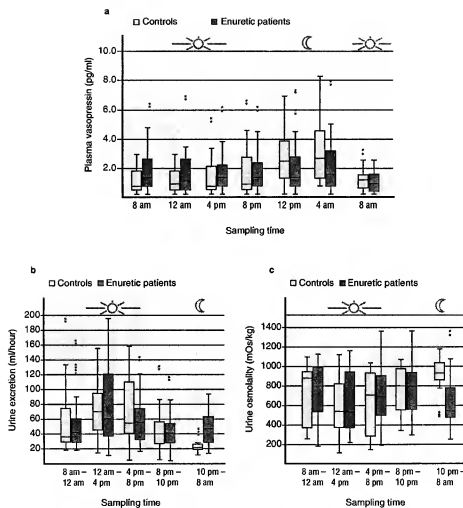 a
Controls Enuretic patients
Plasma vasopressin (pg/ml)
10.0
8.0
6.0
4.0
2.0
8 am 12 am 4 pm 8 pm 12 pm 4 am 8 am
Sampling time
b
Controls Enuretic patients
Urine excretion (ml/hour)
200
180
160
140
120
100
80
60
40
20
8 am – 12 am – 4 pm – 8 pm – 10 pm –
12 am 4 pm 8 pm 10 pm 8 am
Sampling time
c
Controls Enuretic patients
Urine osmolality (mOs/kg)
1400
1200
1000
800
600
400
200
8 am – 12 am – 4 pm – 8 pm – 10 pm –
12 am 4 pm 8 pm 10 pm 8 am
Sampling time